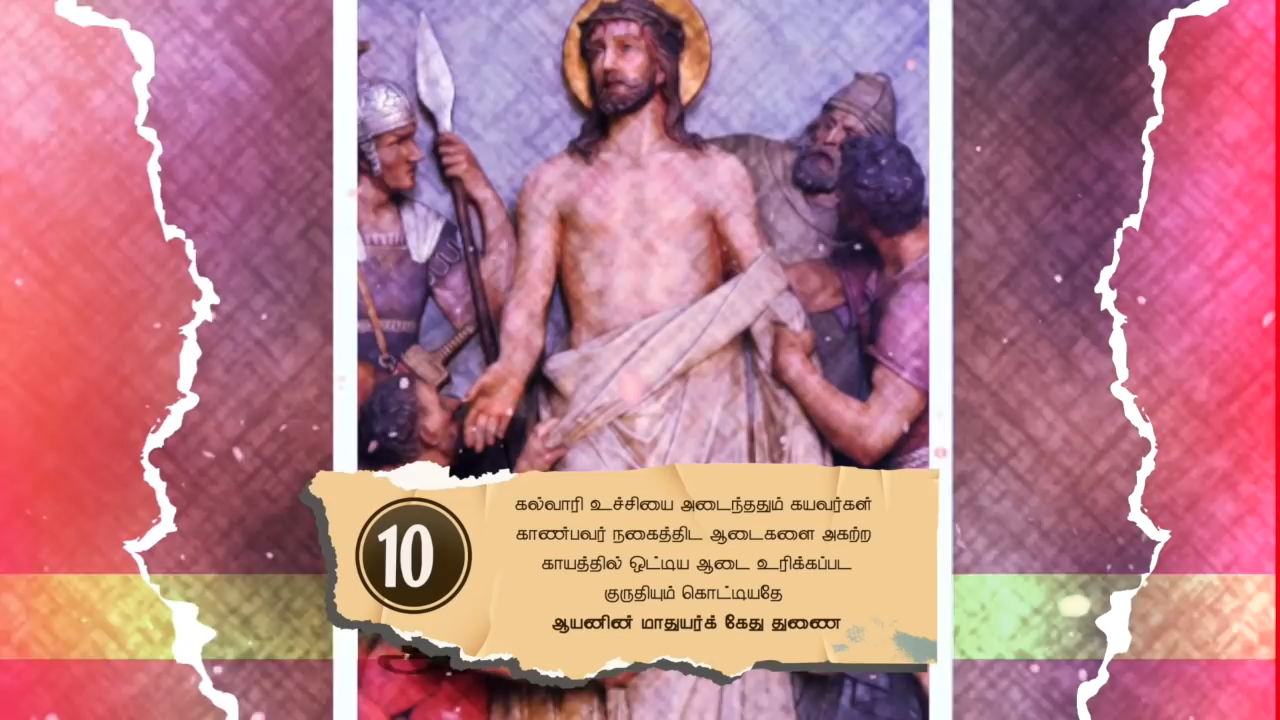 10
கல்வாரி உச்சியை அடைந்ததும் கயவர்கள்
காண்பவர் நகைத்திட ஆடைகளை அகற்ற
காயத்தில் ஒட்டிய ஆடை உரிக்கப்பட
குருதியும் கொட்டியதே
ஆயனின் மாதுயர்க் கேது துணை